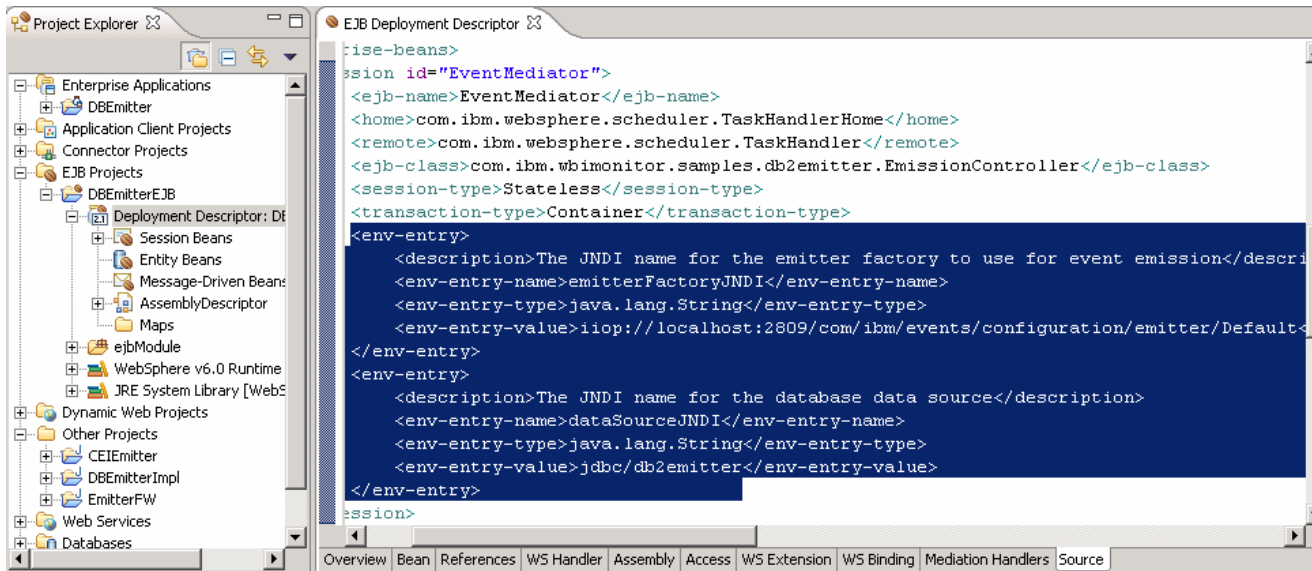 Project Explorer
Enterprise Applications
DBEmitter
Application Client Projects
Connector Projects
EJB Projects
DBEmitterEJB
2.1 Deployment Descriptor: DB
Session Beans
Entity Beans
Message-Driven Beans
AssemblyDescriptor
Maps
ejbModule
WebSphere v6.0 Runtime
JRE System Library [WebS
Dynamic Web Projects
Other Projects
CEIEmitter
DBEmitterImpl
EmitterFW
Web Services
Databases
EJB Deployment Descriptor
rise-beans>
ssion id="EventMediator">
<ejb-name>EventMediator</ejb-name>
<home>com.ibm.websphere.scheduler.TaskHandlerHome</home>
<remote>com.ibm.websphere.scheduler.TaskHandler</remote>
<ejb-class>com.ibm.wbimonitor.samples.db2emitter.EmissionController</ejb-class>
<session-type>Stateless</session-type>
<transaction-type>Container</transaction-type>
<env-entry>
<description>The JNDI name for the emitter factory to use for event emission</descri
<env-entry-name>emitterFactoryJNDI</env-entry-name>
<env-entry-type>java.lang.String</env-entry-type>
<env-entry-value>iiop://localhost:2809/com/ibm/events/configuration/emitter/Default<
</env-entry>
<env-entry>
<description>The JNDI name for the database data source</description>
<env-entry-name>dataSourceJNDI</env-entry-name>
<env-entry-type>java.lang.String</env-entry-type>
<env-entry-value>jdbc/db2emitter</env-entry-value>
</env-entry>
ession>
Overview Bean References WS Handler Assembly Access WS Extension WS Binding Mediation Handlers Source